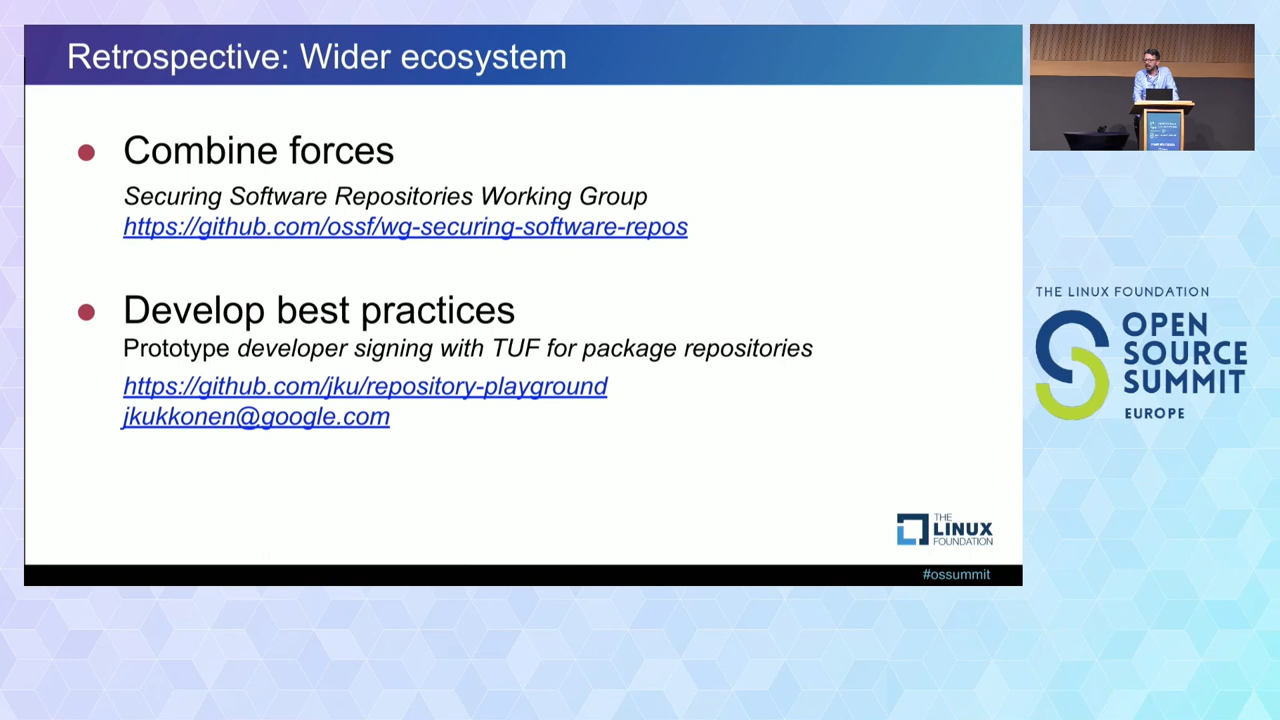 Retrospective: Wider ecosystem
Combine forces
Securing Software Repositories Working Group
https://github.com/ossf/wg-securing-software-repos
Develop best practices
Prototype developer signing with TUF for package repositories
https://github.com/jku/repository-playground
jkukkonen@google.com
THE
LINUX
FOUNDATION
#ossummit
THE LINUX FOUNDATION
OPEN
SOURCE
SUMMIT
EUROPE